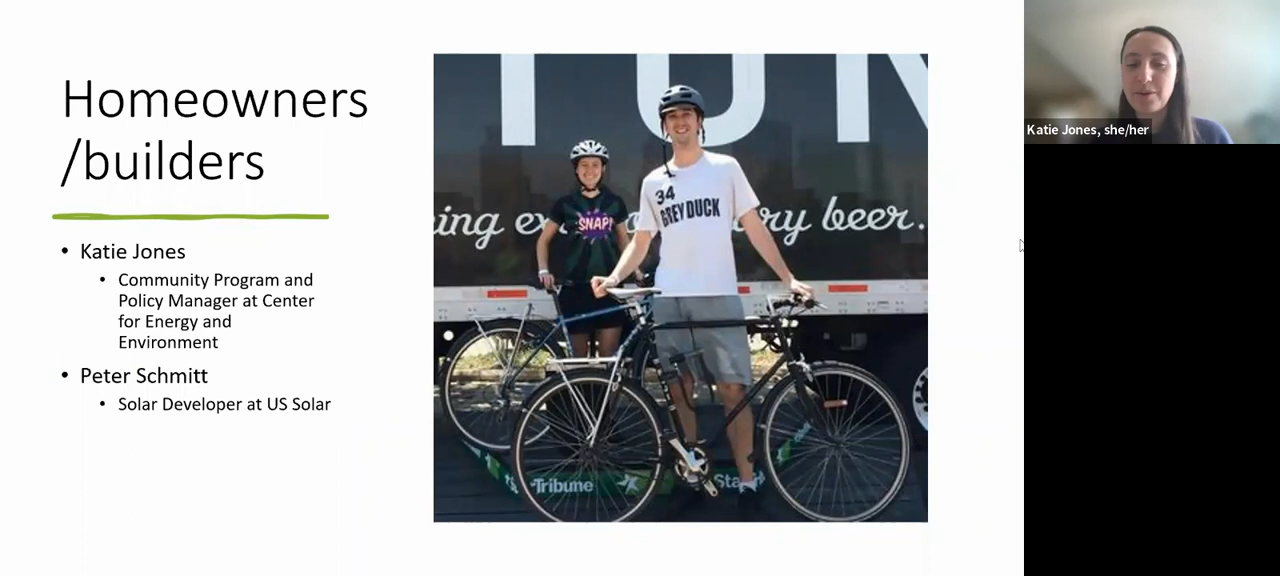 Homeowners
/builders
• Katie Jones
• Community Program and
Policy Manager at Center
for Energy and
Environment
• Peter Schmitt
• Solar Developer at US Solar
SNAP!
34
GREY DUCK
beer.
Tribune
Katie Jones, she/her